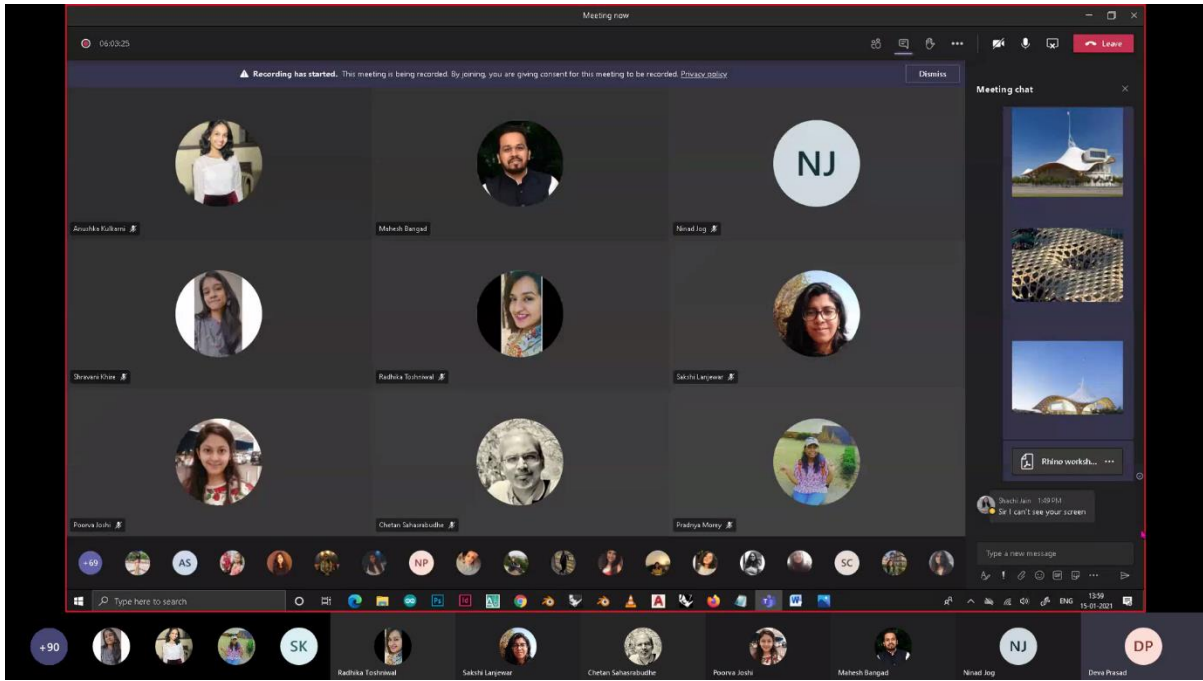 Meeting now
06:03:25
Leave
Recording has started. This meeting is being recorded. By joining, you are giving consent for this meeting to be recorded. Privacy policy
Dismiss
Meeting chat
NJ
Anushka Kulkarni
Mahesh Bangad
Ninad Jog
Shravani Khire
Radhika Toshniwal
Sakshi Lanjewar
Poorva Joshi
Chetan Sahasrabudhe
Pradnya Morey
Rhino worksh...
Shachi Jain 1:49 PM
Sir I can't see your screen
Type a new message
+69
AS
NP
SC
Type here to search
Ps
Id
A
W
ENG
13:59
15-01-2021
+90
SK
Radhika Toshniwal
Sakshi Lanjewar
Chetan Sahasrabudhe
Poorva Joshi
Mahesh Bangad
NJ
Ninad Jog
DP
Deva Prasad